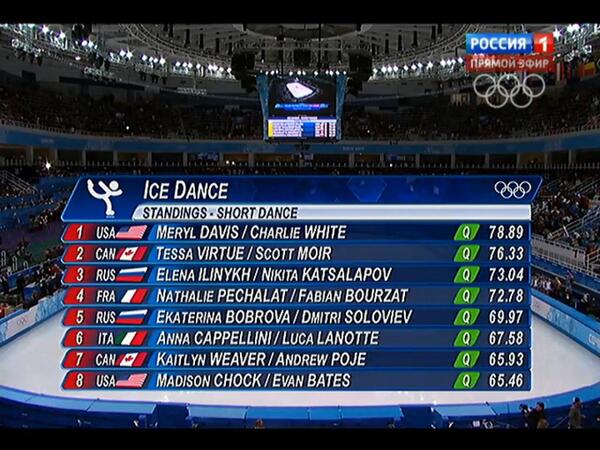 РОССИЯ 1
ПРЯМОЙ ЭФИР
ICE DANCE
STANDINGS - SHORT DANCE
1 USA MERYL DAVIS / CHARLIE WHITE Q 78.89
2 CAN TESSA VIRTUE / SCOTT MOIR Q 76.33
3 RUS ELENA ILINYKH / NIKITA KATSALAPOV Q 73.04
4 FRA NATHALIE PECHALAT / FABIAN BOURZAT Q 72.78
5 RUS EKATERINA BOBROVA / DMITRI SOLOVIEV Q 69.97
6 ITA ANNA CAPPELLINI / LUCA LANOTTE Q 67.58
7 CAN KAITLYN WEAVER / ANDREW POJE Q 65.93
8 USA MADISON CHOCK / EVAN BATES Q 65.46